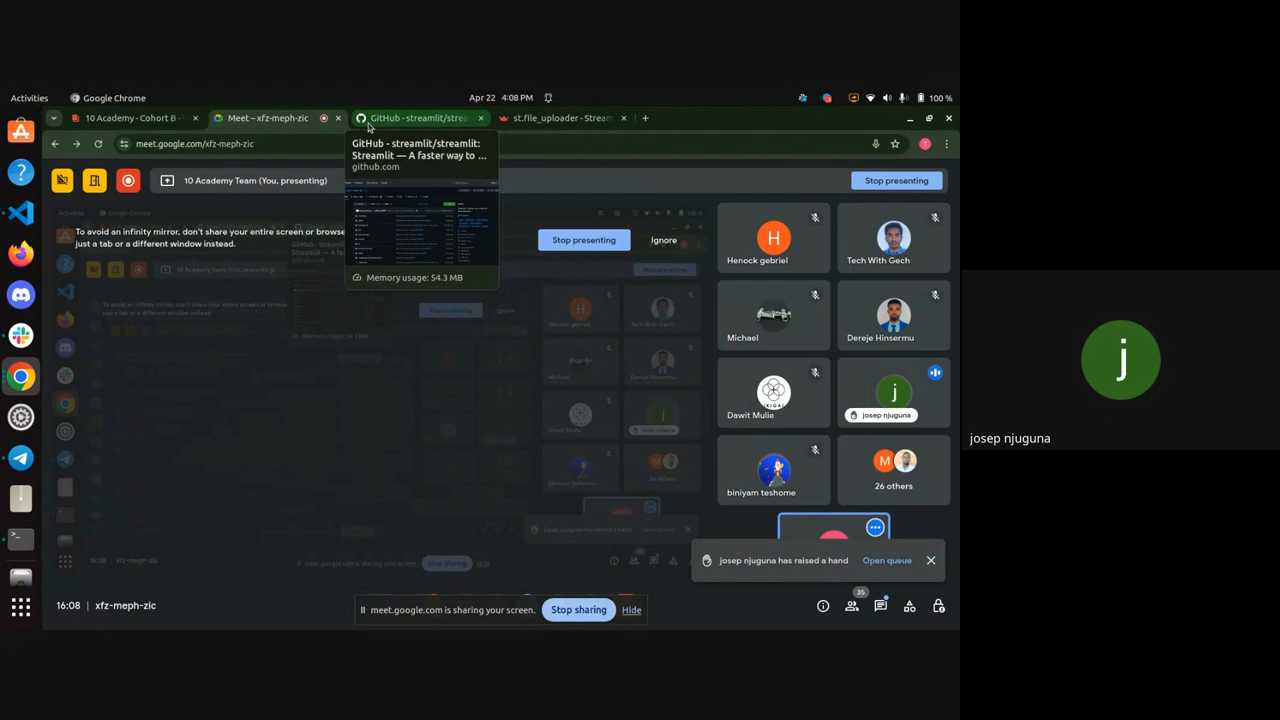 Activities
Google Chrome
Apr 22 4:08 PM
100 %
10 Academy - Cohort B -
Meet – xfz-meph-zic
GitHub - streamlit/strea
st.file_uploader - Stream
meet.google.com/xfz-meph-zic
GitHub - streamlit/streamlit:
Streamlit — A faster way to ...
github.com
Memory usage: 54.3 MB
10 Academy Team (You, presenting)
Stop presenting
To avoid an infinity mirror, don't share your entire screen or browse
just a tab or a different window instead.
Stop presenting
Ignore
H
Henock gabriel
Tech With Gech
Michael
Dereje Hinsermu
Dawit Mulie
j
josep njuguna
biniyam teshome
M
26 others
josep njuguna has raised a hand
Open queue
16:08
xfz-meph-zic
meet.google.com is sharing your screen.
Stop sharing
Hide
35
j
josep njuguna